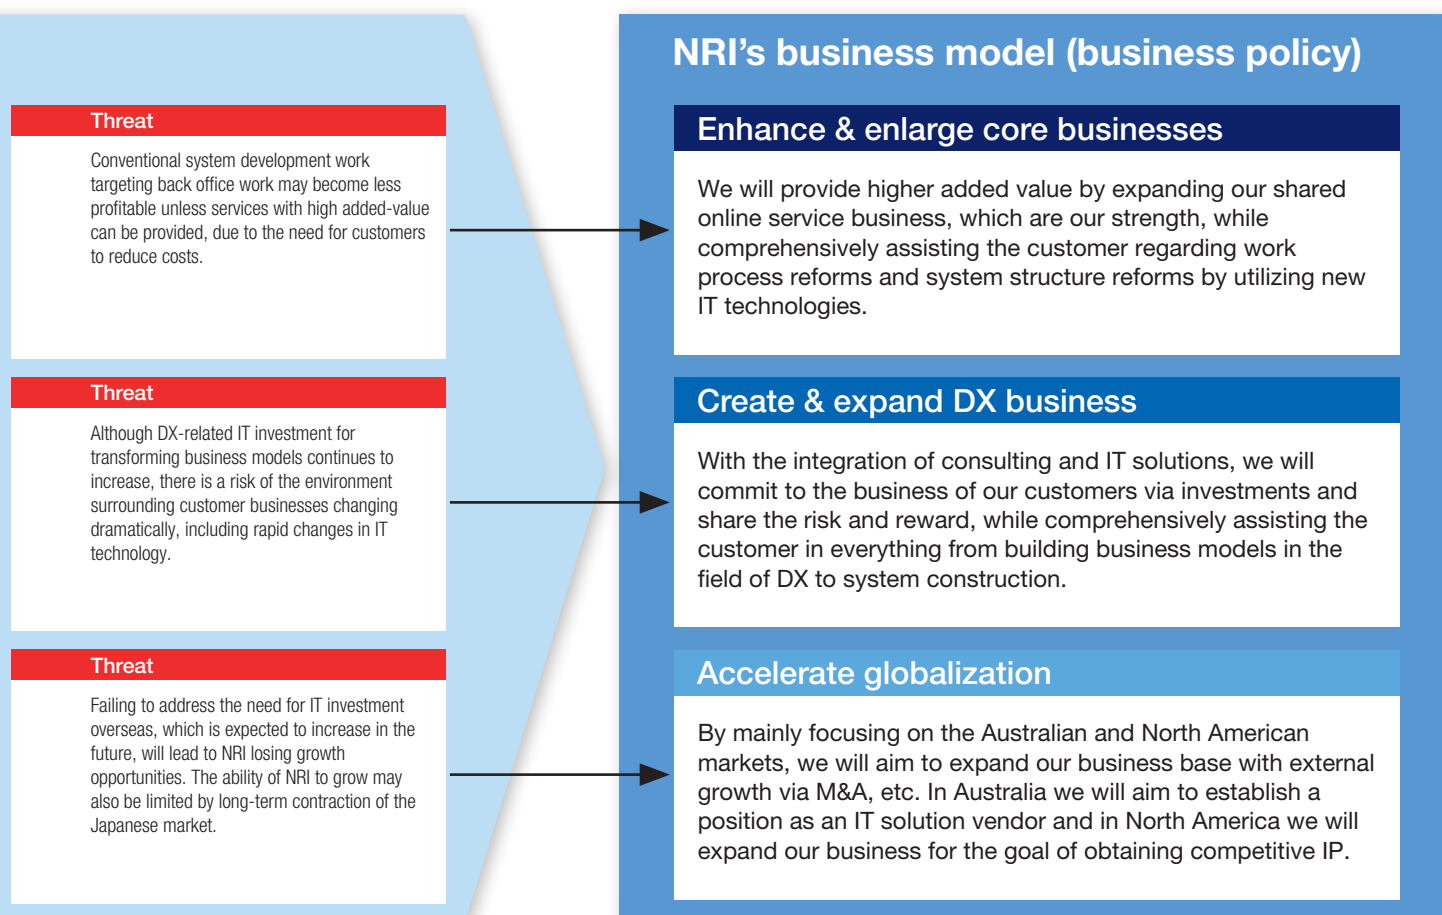 NRI’s business model (business policy)
Threat
Conventional system development work
targeting back office work may become less
profitable unless services with high added-value
can be provided, due to the need for customers
to reduce costs.
Enhance & enlarge core businesses
We will provide higher added value by expanding our shared
online service business, which are our strength, while
comprehensively assisting the customer regarding work
process reforms and system structure reforms by utilizing new
IT technologies.
Threat
Although DX-related IT investment for
transforming business models continues to
increase, there is a risk of the environment
surrounding customer businesses changing
dramatically, including rapid changes in IT
technology.
Create & expand DX business
With the integration of consulting and IT solutions, we will
commit to the business of our customers via investments and
share the risk and reward, while comprehensively assisting the
customer in everything from building business models in the
field of DX to system construction.
Threat
Failing to address the need for IT investment
overseas, which is expected to increase in the
future, will lead to NRI losing growth
opportunities. The ability of NRI to grow may
also be limited by long-term contraction of the
Japanese market.
Accelerate globalization
By mainly focusing on the Australian and North American
markets, we will aim to expand our business base with external
growth via M&A, etc. In Australia we will aim to establish a
position as an IT solution vendor and in North America we will
expand our business for the goal of obtaining competitive IP.